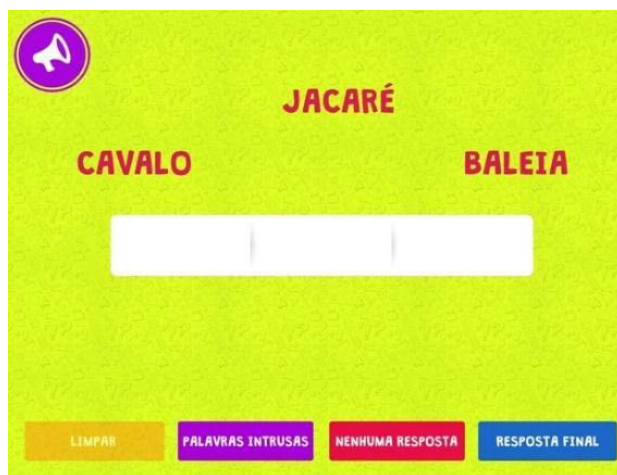 JACARÉ
CAVALO BALEIA
LIMPAR PALAVRAS INTRUSAS NENHUMA RESPOSTA RESPOSTA FINAL